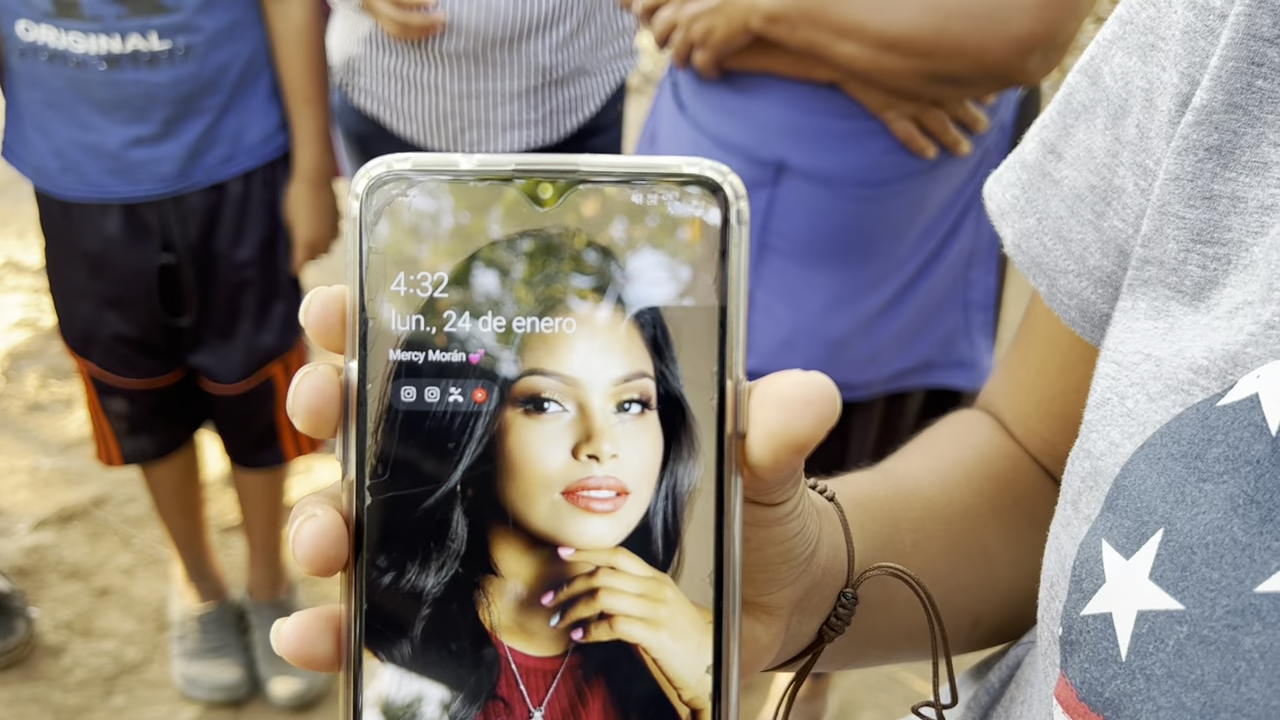 ORIGINAL
4:32
lun., 24 de enero
Mercy Morán 💕